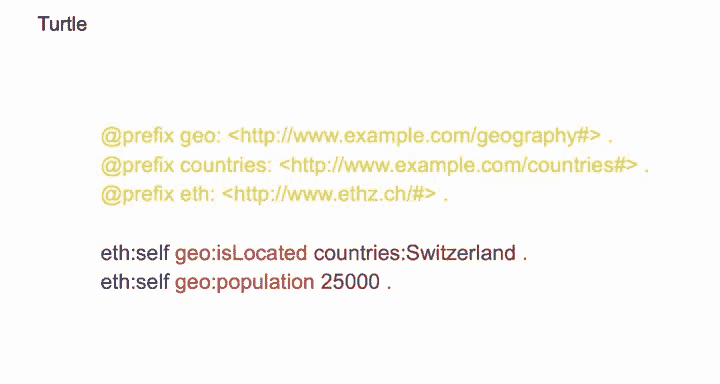 Turtle
@prefix geo: <http://www.example.com/geography#> .
@prefix countries: <http://www.example.com/countries#> .
@prefix eth: <http://www.ethz.ch/#> .
eth:self geo:isLocated countries:Switzerland .
eth:self geo:population 25000 .